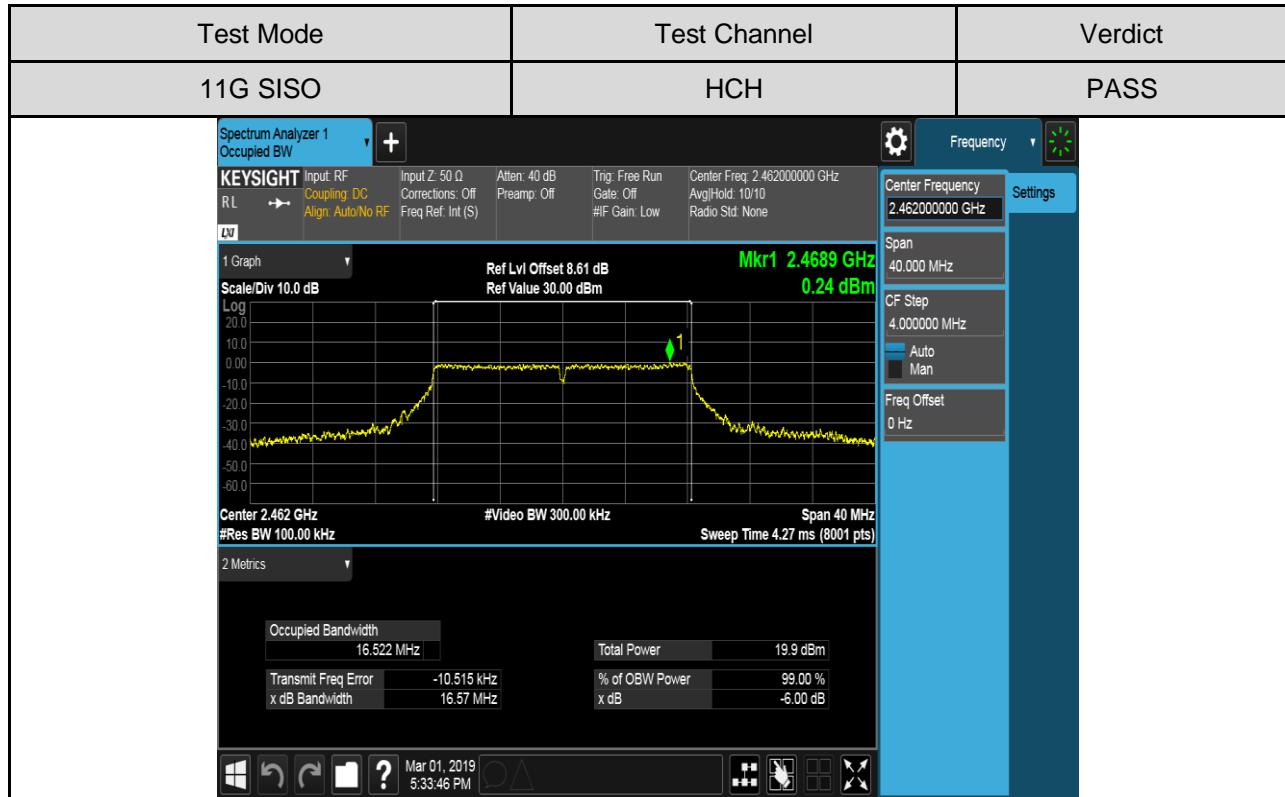 Test Mode Test Channel Verdict
11G SISO HCH PASS
Spectrum Analyzer 1
Occupied BW
+
Frequency
KEYSIGHT Input: RF Input Z: 50 Ω Atten: 40 dB Trig: Free Run Center Freq: 2.462000000 GHz
RL Coupling: DC Corrections: Off Preamp: Off Gate: Off Avg|Hold: 10/10
Align: Auto/No RF Freq Ref: Int (S) #IF Gain: Low Radio Std: None
LXI
Center Frequency
2.462000000 GHz
Settings
Span
40.000 MHz
CF Step
4.000000 MHz
Auto
Man
Freq Offset
0 Hz
1 Graph Ref Lvl Offset 8.61 dB Mkr1 2.4689 GHz
Scale/Div 10.0 dB Ref Value 30.00 dBm 0.24 dBm
Log
20.0
10.0
1
0.00
-10.0
-20.0
-30.0
-40.0
-50.0
-60.0
Center 2.462 GHz #Video BW 300.00 kHz Span 40 MHz
#Res BW 100.00 kHz Sweep Time 4.27 ms (8001 pts)
2 Metrics
Occupied Bandwidth
16.522 MHz Total Power 19.9 dBm
Transmit Freq Error -10.515 kHz % of OBW Power 99.00 %
x dB Bandwidth 16.57 MHz x dB -6.00 dB
? Mar 01, 2019
5:33:46 PM